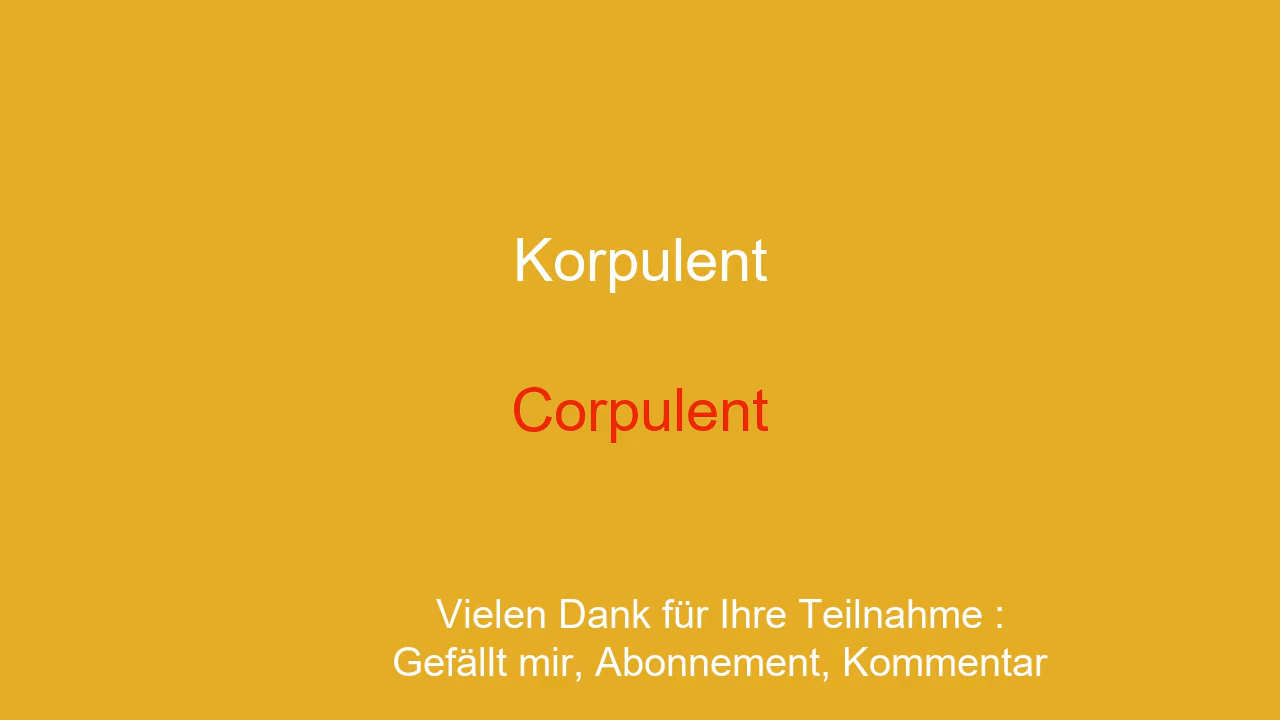 Korpulent
Corpulent
Vielen Dank für Ihre Teilnahme :
Gefällt mir, Abonnement, Kommentar